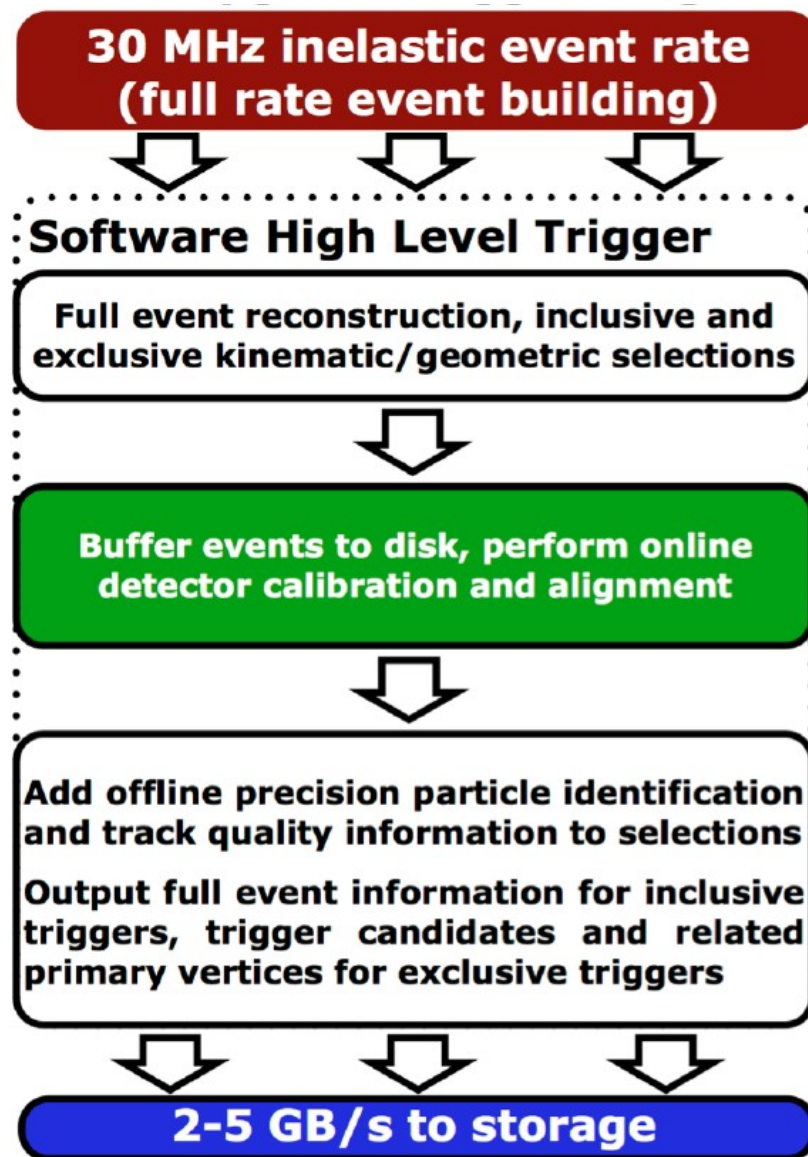 30 MHz inelastic event rate
(full rate event building)
Software High Level Trigger
Full event reconstruction, inclusive and
exclusive kinematic/geometric selections
Buffer events to disk, perform online
detector calibration and alignment
Add offline precision particle identification
and track quality information to selections
Output full event information for inclusive
triggers, trigger candidates and related
primary vertices for exclusive triggers
2-5 GB/s to storage